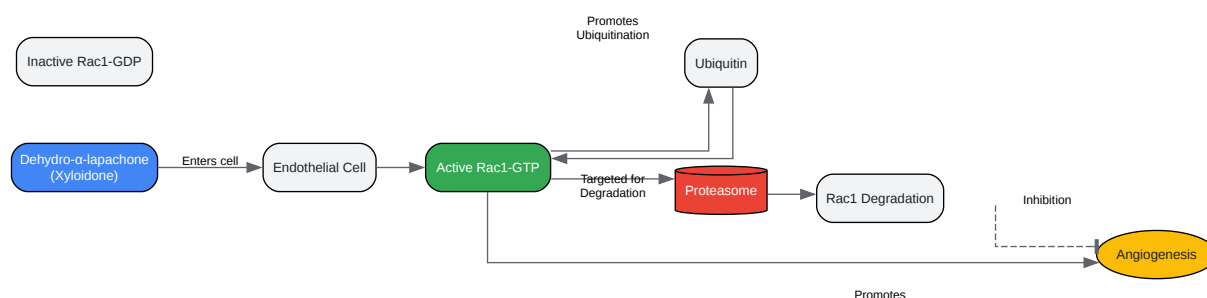 Promotes
Ubiquitination
Inactive Rac1-GDP
Ubiquitin
Dehydro-α-lapachone
(Xyloidone)
Enters cell
Endothelial Cell
Active Rac1-GTP
Targeted for
Degradation
Proteasome
Rac1 Degradation
Inhibition
Angiogenesis
Promotes